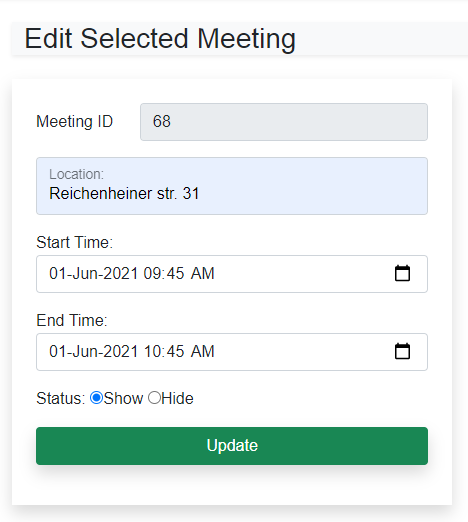 Edit Selected Meeting
Meeting ID 68
Location:
Reichenheiner str. 31
Start Time:
01-Jun-2021 09:45 AM
End Time:
01-Jun-2021 10:45 AM
Status: Show Hide
Update